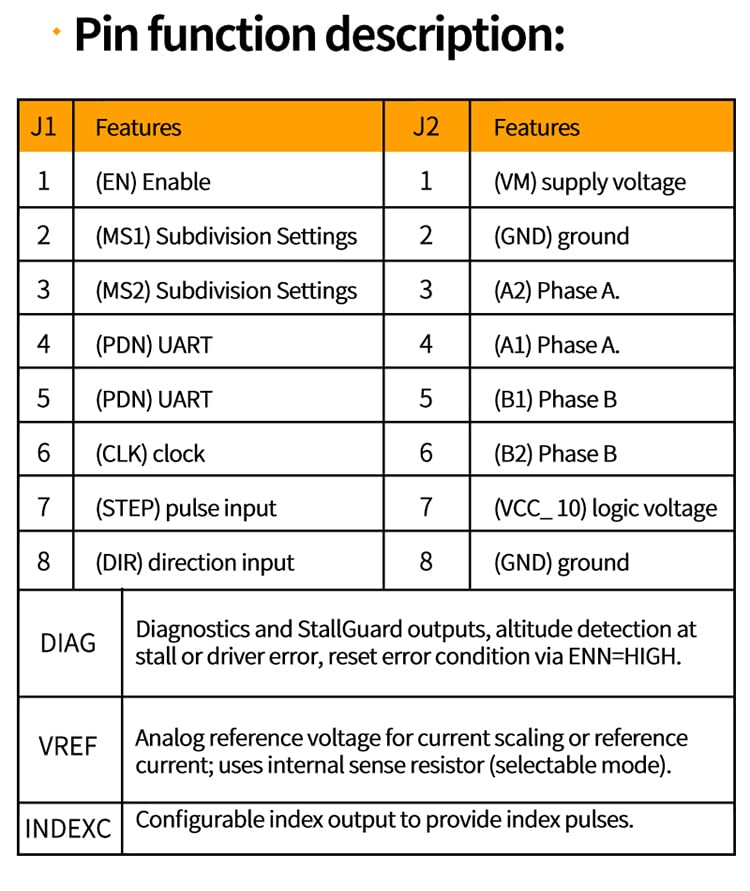 Pin function description:
J1 Features J2 Features
1 (EN) Enable 1 (VM) supply voltage
2 (MS1) Subdivision Settings 2 (GND) ground
3 (MS2) Subdivision Settings 3 (A2) Phase A.
4 (PDN) UART 4 (A1) Phase A.
5 (PDN) UART 5 (B1) Phase B
6 (CLK) clock 6 (B2) Phase B
7 (STEP) pulse input 7 (VCC_ 10) logic voltage
8 (DIR) direction input 8 (GND) ground
DIAG
Diagnostics and StallGuard outputs, altitude detection at
stall or driver error, reset error condition via ENN=HIGH.
VREF
Analog reference voltage for current scaling or reference
current; uses internal sense resistor (selectable mode).
INDEXC Configurable index output to provide index pulses.